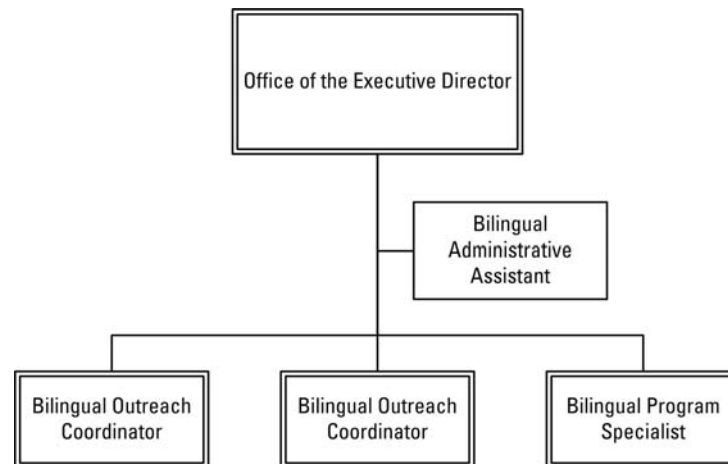 Office of the Executive Director
Bilingual
Administrative
Assistant
Bilingual Outreach
Coordinator
Bilingual Outreach
Coordinator
Bilingual Program
Specialist